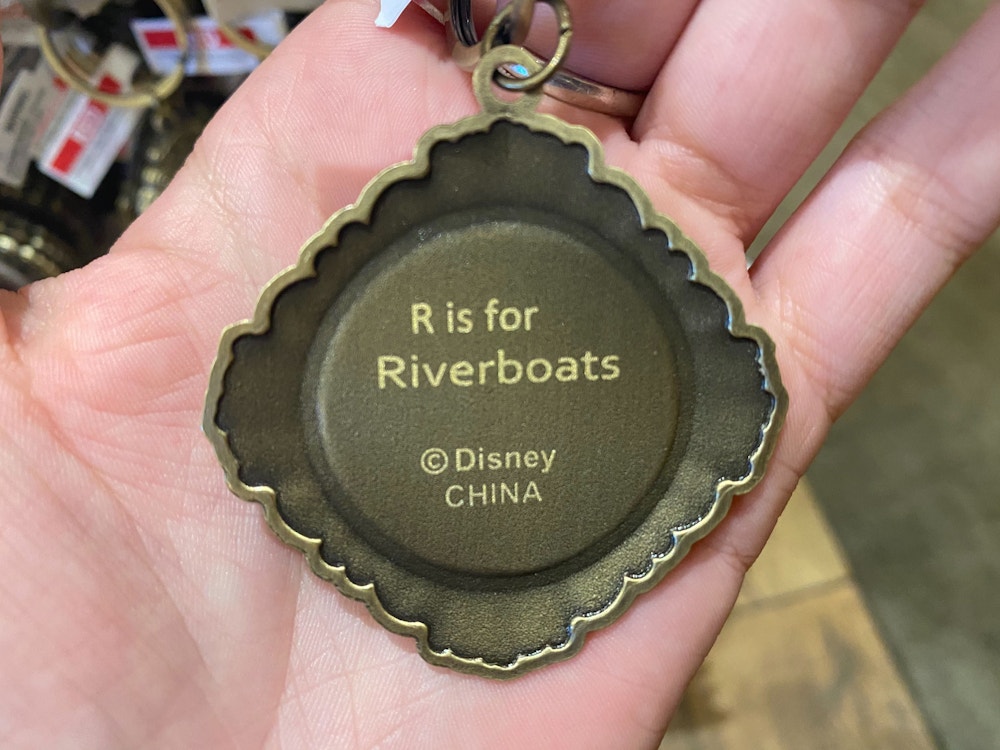 R is for
Riverboats
©Disney
CHINA